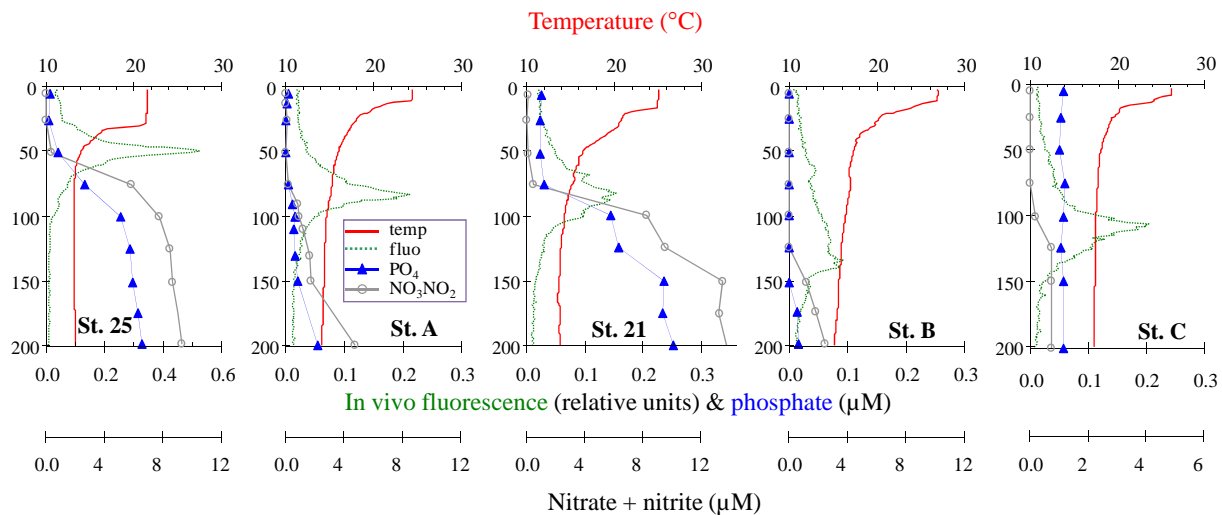 Temperature (°C)
10 20 30 10 20 30 10 20 30 10 20 30 10 20 30
0 0 0 0 0
50 50 50 50 50
100 100 100 100 100
150 150 150 150 150
200 200 200 200 200
temp
fluo
PO4
NO3NO2
St. 25 St. A St. 21 St. B St. C
0.0 0.2 0.4 0.6 0.0 0.1 0.2 0.3 0.0 0.1 0.2 0.3 0.0 0.1 0.2 0.3 0.0 0.1 0.2 0.3
In vivo fluorescence (relative units) & phosphate (µM)
0.0 4 8 12 0.0 4 8 12 0.0 4 8 12 0.0 4 8 12 0.0 2 4 6
Nitrate + nitrite (µM)